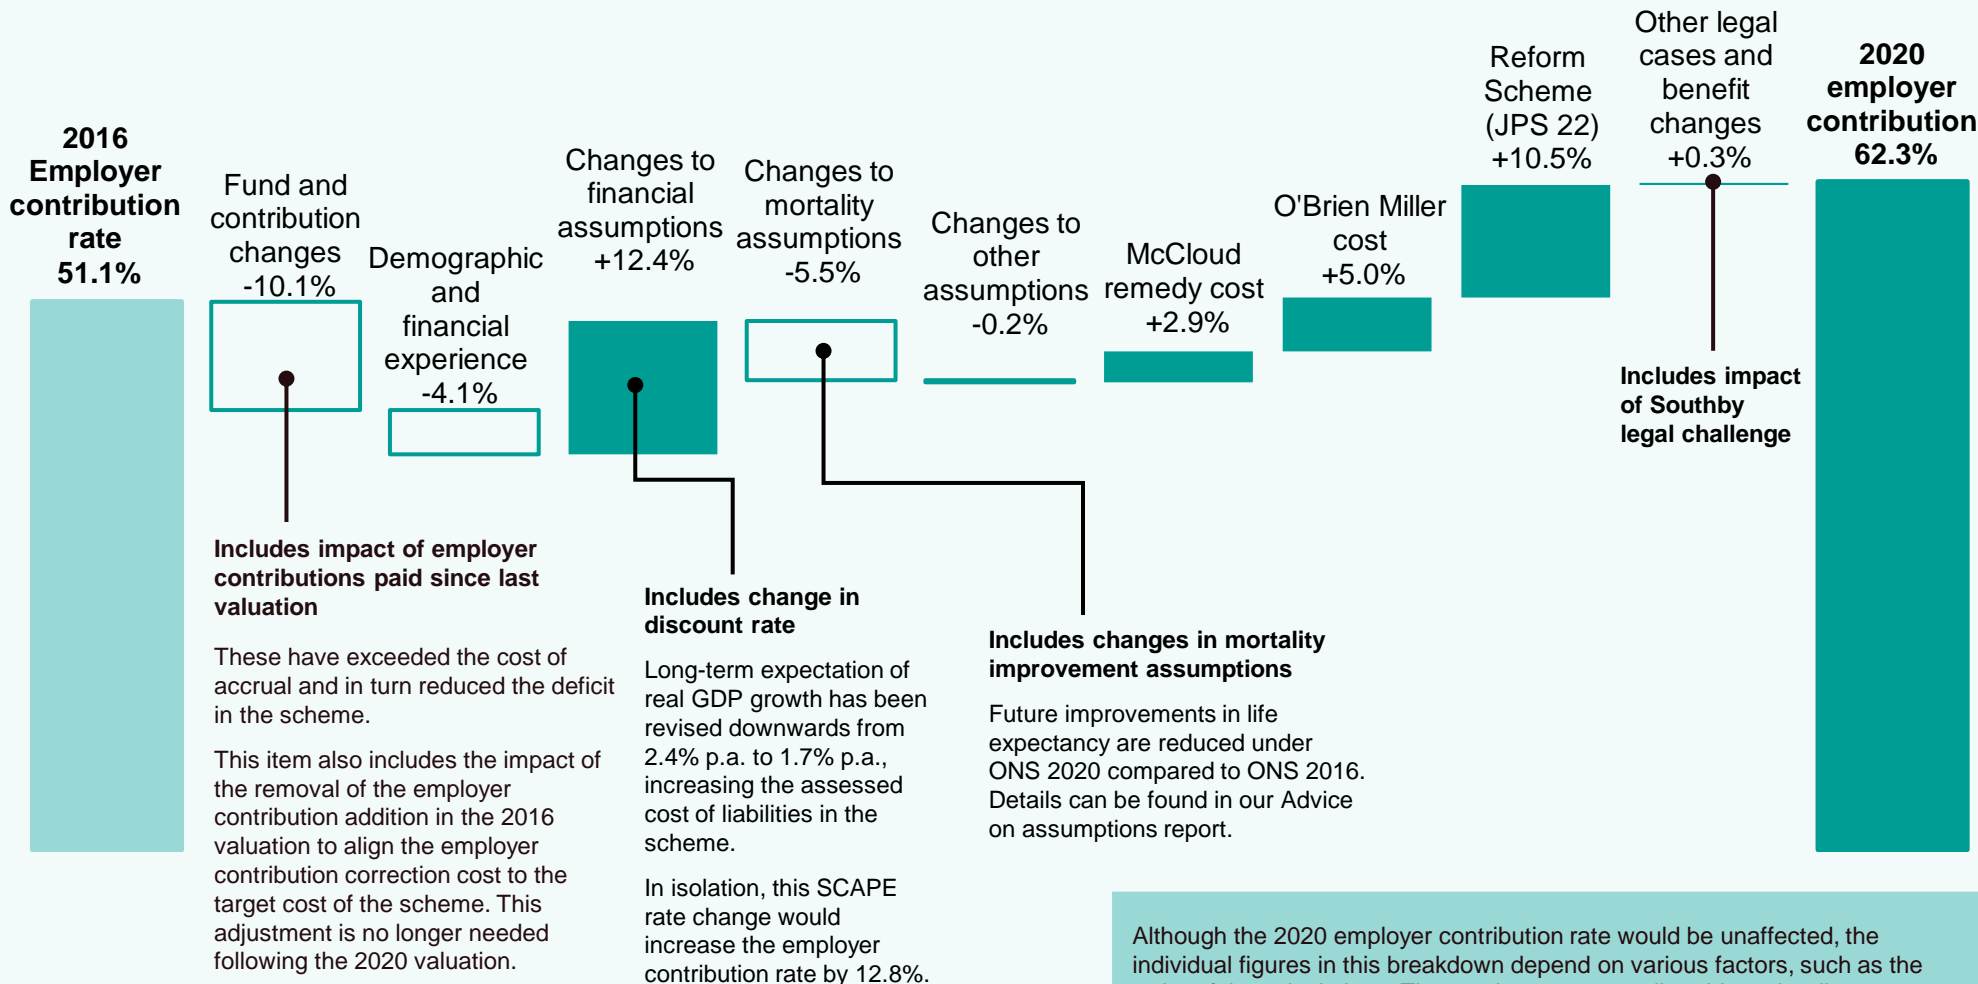 2016
Employer
contribution
rate
51.1%
Fund and
contribution
changes
-10.1%
Demographic
and
financial
experience
-4.1%
Changes to
financial
assumptions
+12.4%
Changes to
mortality
assumptions
-5.5%
Changes to
other
assumptions
-0.2%
McCloud
remedy cost
+2.9%
O'Brien Miller
cost
+5.0%
Reform
Scheme
(JPS 22)
+10.5%
Other legal
cases and
benefit
changes
+0.3%
2020
employer
contribution
62.3%
Includes impact of employer
contributions paid since last
valuation
These have exceeded the cost of
accrual and in turn reduced the deficit
in the scheme.
This item also includes the impact of
the removal of the employer
contribution addition in the 2016
valuation to align the employer
contribution correction cost to the
target cost of the scheme. This
adjustment is no longer needed
following the 2020 valuation.
Includes change in
discount rate
Long-term expectation of
real GDP growth has been
revised downwards from
2.4% p.a. to 1.7% p.a.,
increasing the assessed
cost of liabilities in the
scheme.
In isolation, this SCAPE
rate change would
increase the employer
contribution rate by 12.8%.
Includes changes in mortality
improvement assumptions
Future improvements in life
expectancy are reduced under
ONS 2020 compared to ONS 2016.
Details can be found in our Advice
on assumptions report.
Includes impact
of Southby
legal challenge
Although the 2020 employer contribution rate would be unaffected, the
individual figures in this breakdown depend on various factors, such as the